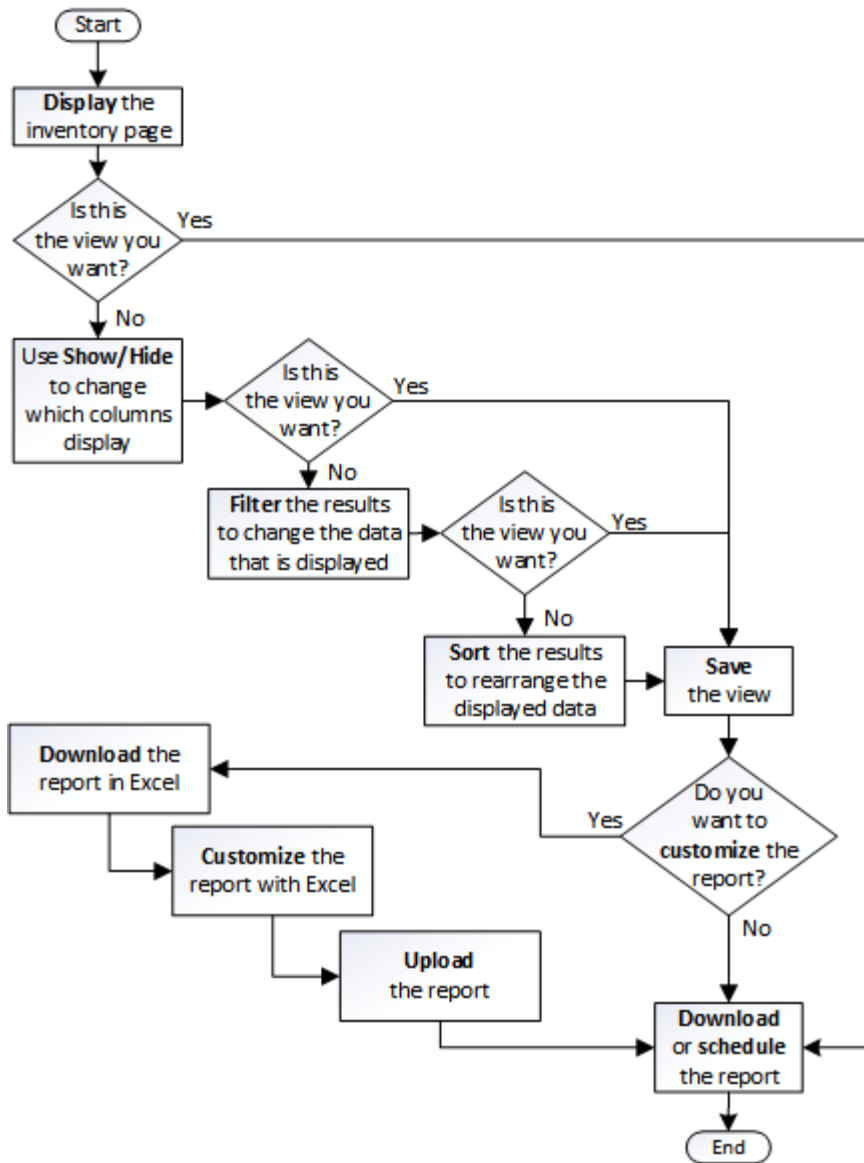 Start
Display the
inventory page
Is this
the view you
want?
Yes
No
Use Show/Hide
to change
which columns
display
Is this
the view you
want?
Yes
No
Filter the results
to change the data
that is displayed
Is this
the view you
want?
Yes
No
Sort the results
to rearrange the
displayed data
Save
the view
Do you
want to
customize the
report?
Yes
No
Download the
report in Excel
Customize the
report with Excel
Upload
the report
Download
or schedule
the report
End